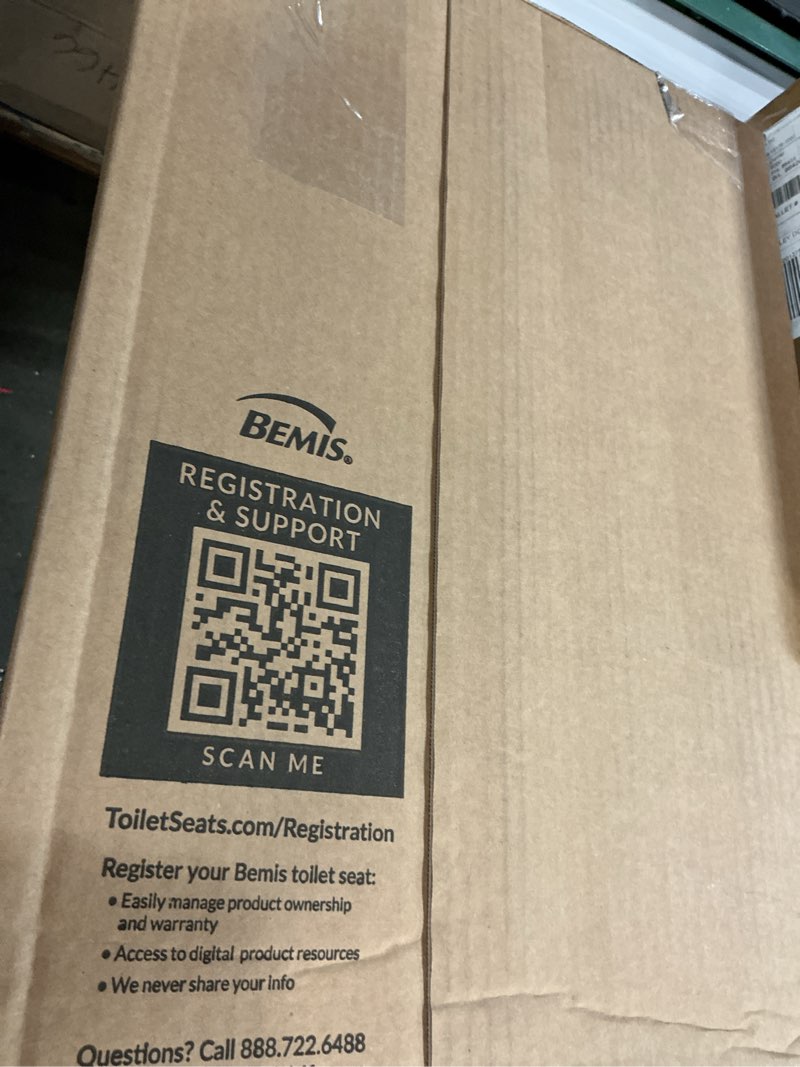 BEMIS®
REGISTRATION
& SUPPORT
SCAN ME
ToiletSeats.com/Registration
Register your Bemis toilet seat:
• Easily manage product ownership
and warranty
• Access to digital product resources
• We never share your info
Questions? Call 888.722.6488